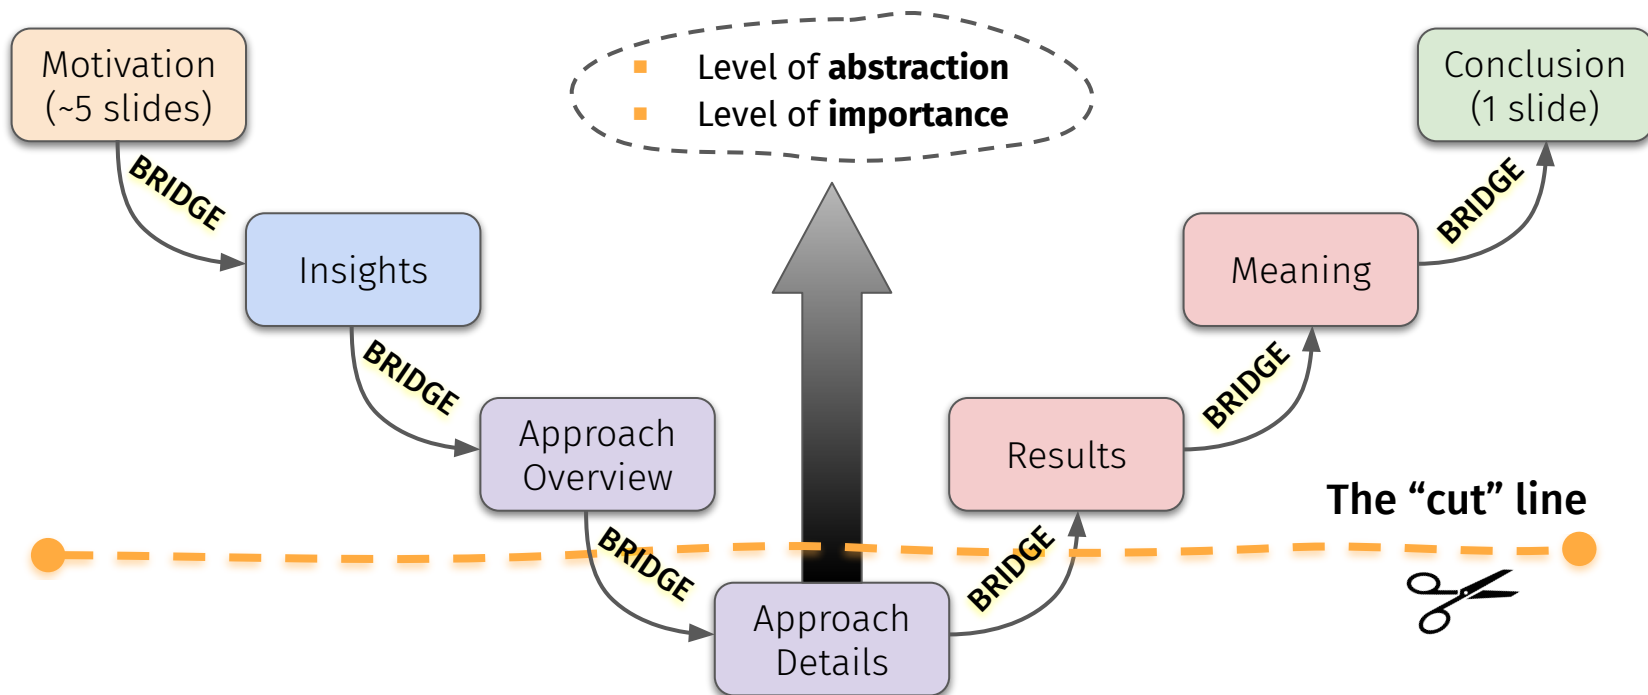 Motivation
(~5 slides)
BRIDGE
Insights
BRIDGE
Approach
Overview
BRIDGE
Approach
Details
▪ Level of abstraction
▪ Level of importance
BRIDGE
Results
BRIDGE
Meaning
BRIDGE
Conclusion
(1 slide)
The “cut” line